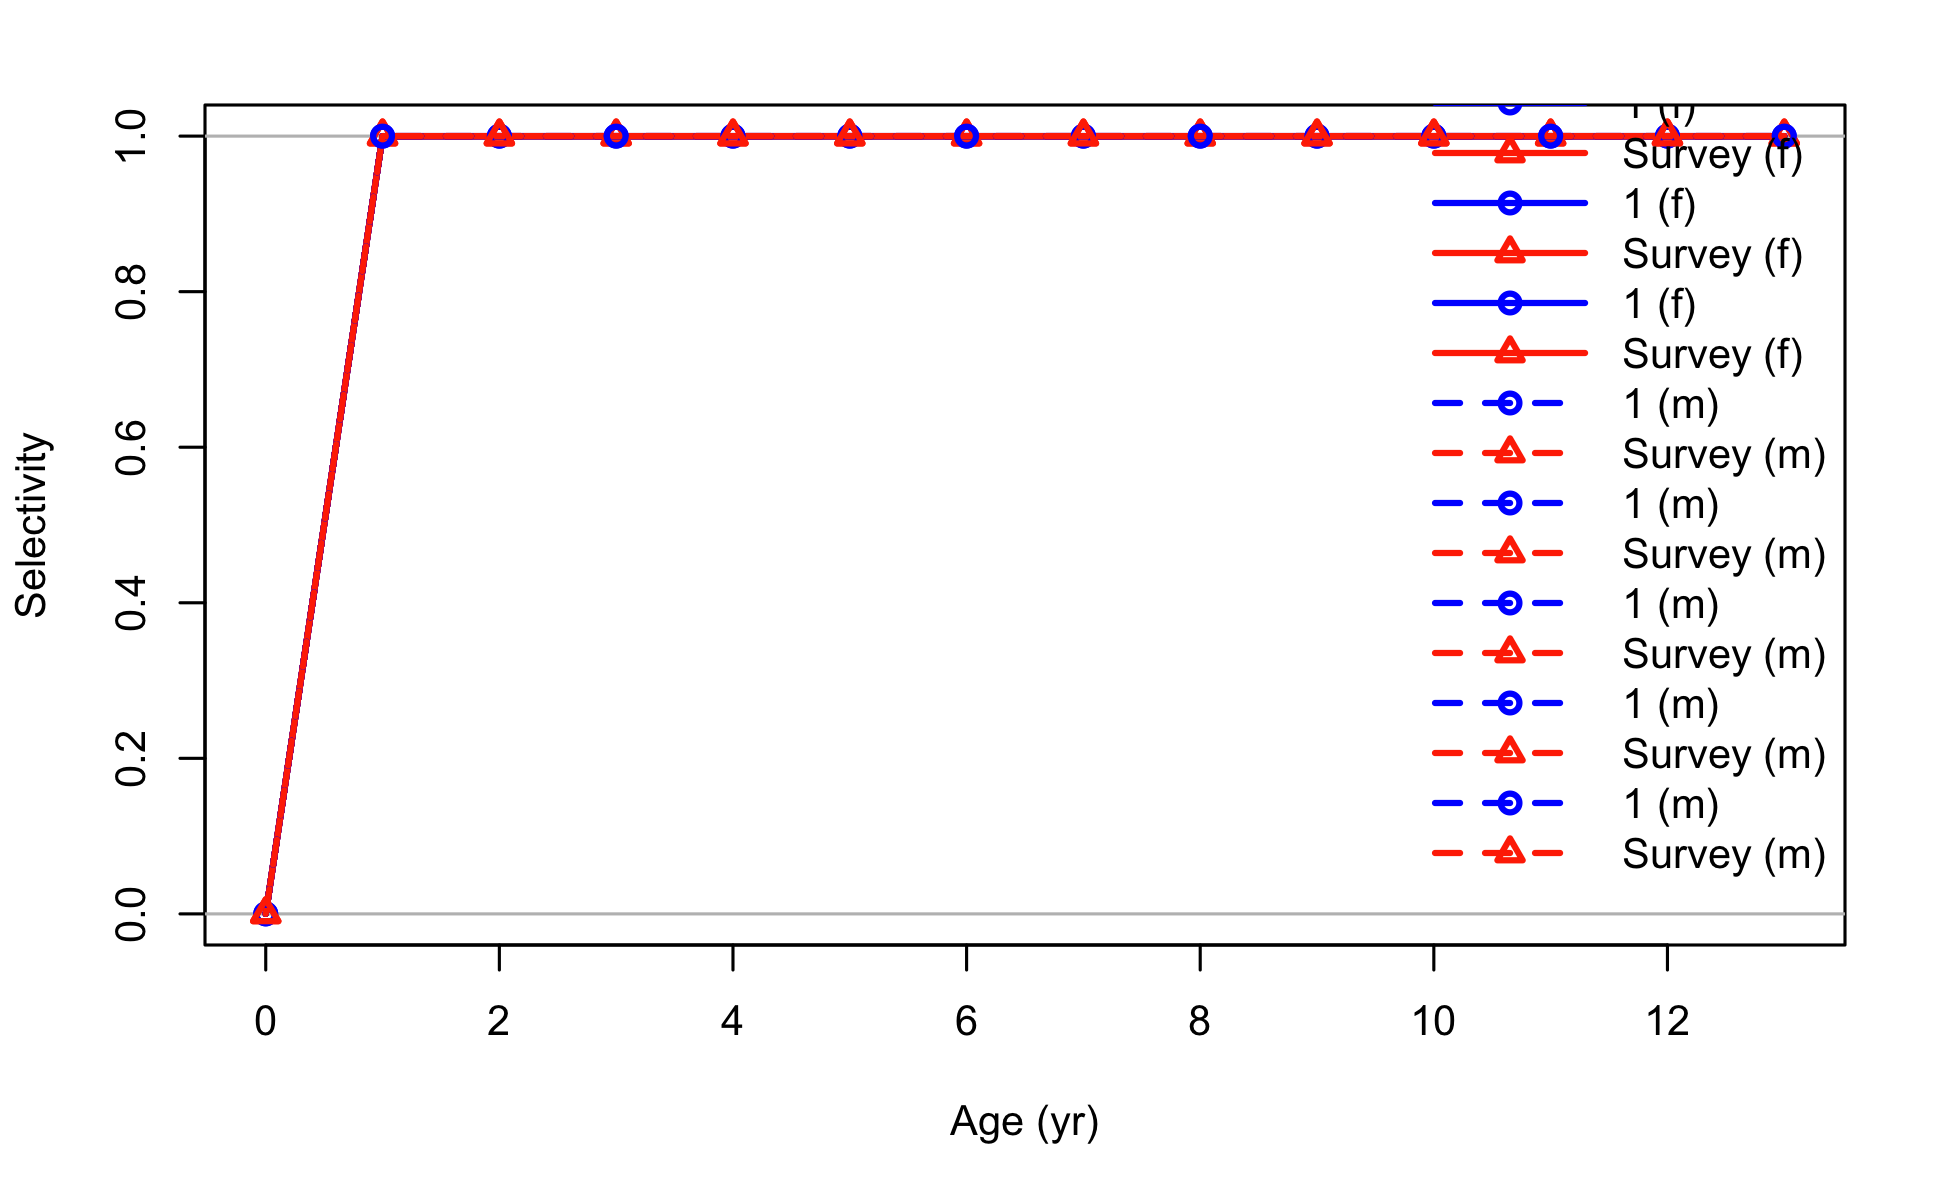 1.0
0.8
0.6
0.4
0.2
0.0
Selectivity
0
2
4
6
8
10
12
Age (yr)
Survey (f)
1 (f)
Survey (f)
1 (f)
Survey (f)
1 (m)
Survey (m)
1 (m)
Survey (m)
1 (m)
Survey (m)
1 (m)
Survey (m)
1 (m)
Survey (m)